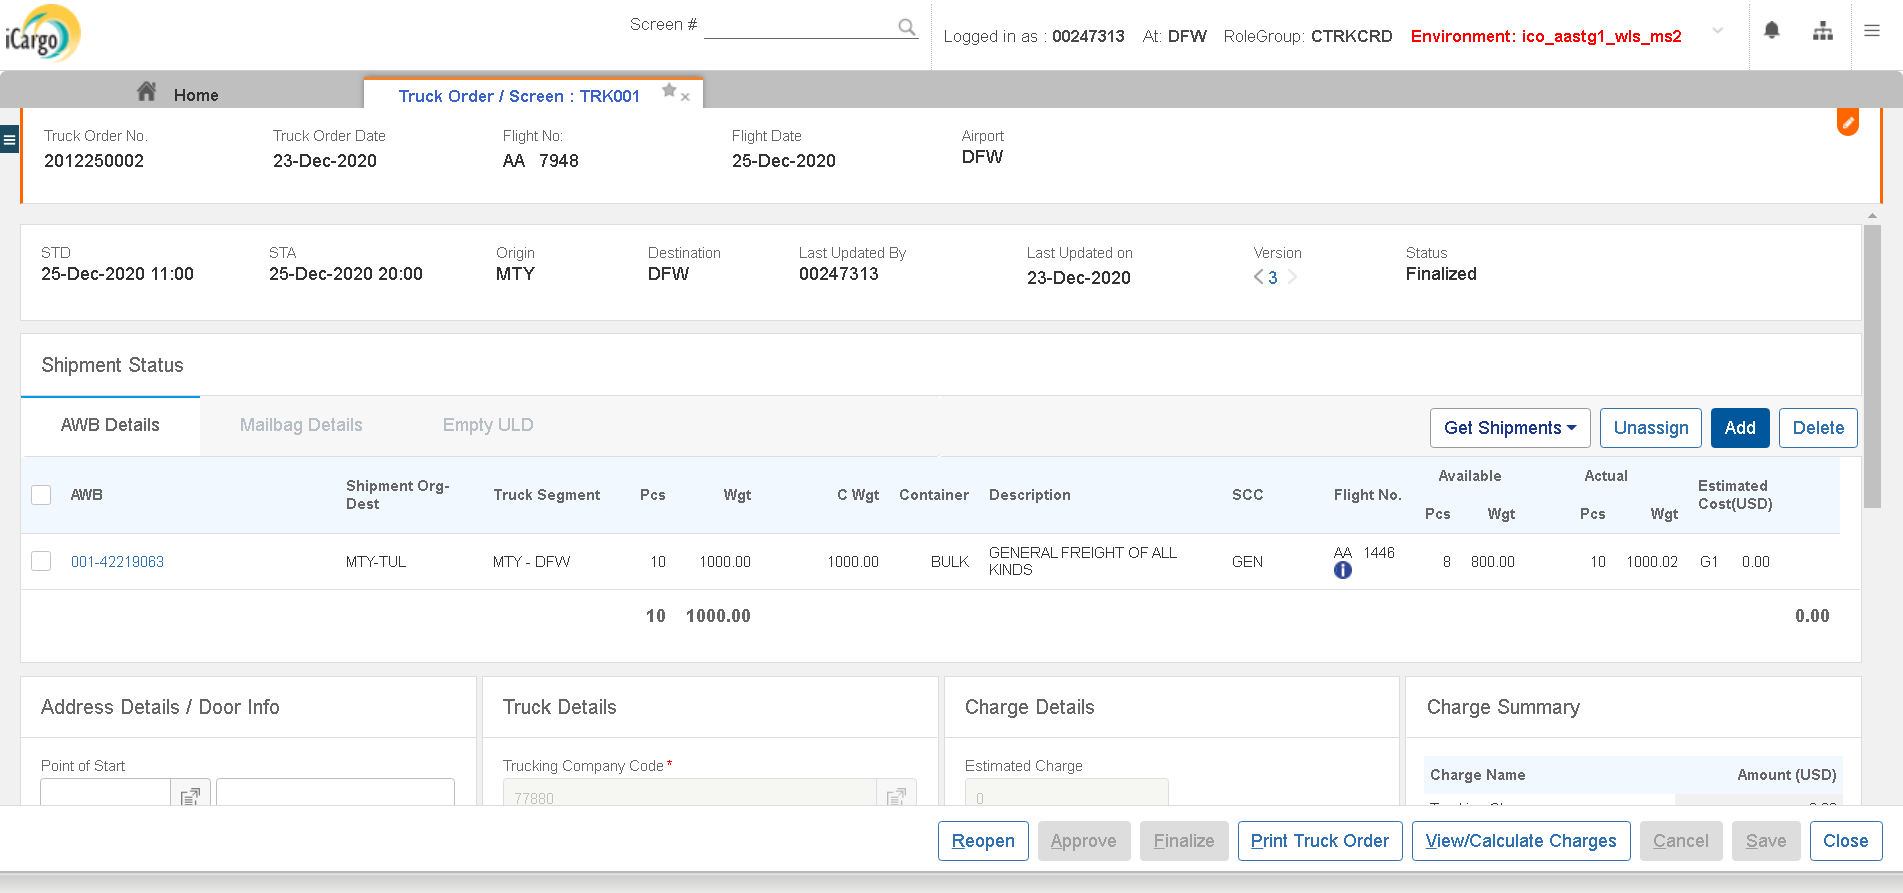 iCargo
Screen #
Logged in as : 00247313 At: DFW RoleGroup: CTRKCRD Environment: ico_aastg1_wls_ms2
Home
Truck Order / Screen : TRK001
Truck Order No. Truck Order Date Flight No: Flight Date Airport
2012250002 23-Dec-2020 AA 7948 25-Dec-2020 DFW
STD STA Origin Destination Last Updated By Last Updated on Version Status
25-Dec-2020 11:00 25-Dec-2020 20:00 MTY DFW 00247313 23-Dec-2020 3 Finalized
Shipment Status
AWB Details Mailbag Details Empty ULD Get Shipments Unassign Add Delete
AWB Shipment Org-Dest Truck Segment Pcs Wgt C Wgt Container Description SCC Flight No. Available Pcs Wgt Actual Pcs Wgt Estimated Cost(USD)
001-42219063 MTY-TUL MTY - DFW 10 1000.00 1000.00 BULK GENERAL FREIGHT OF ALL KINDS GEN AA 1446 8 800.00 10 1000.02 G1 0.00
10 1000.00 0.00
Address Details / Door Info Truck Details Charge Details Charge Summary
Point of Start Trucking Company Code * Estimated Charge Charge Name Amount (USD)
77880 0
Reopen Approve Finalize Print Truck Order View/Calculate Charges Cancel Save Close